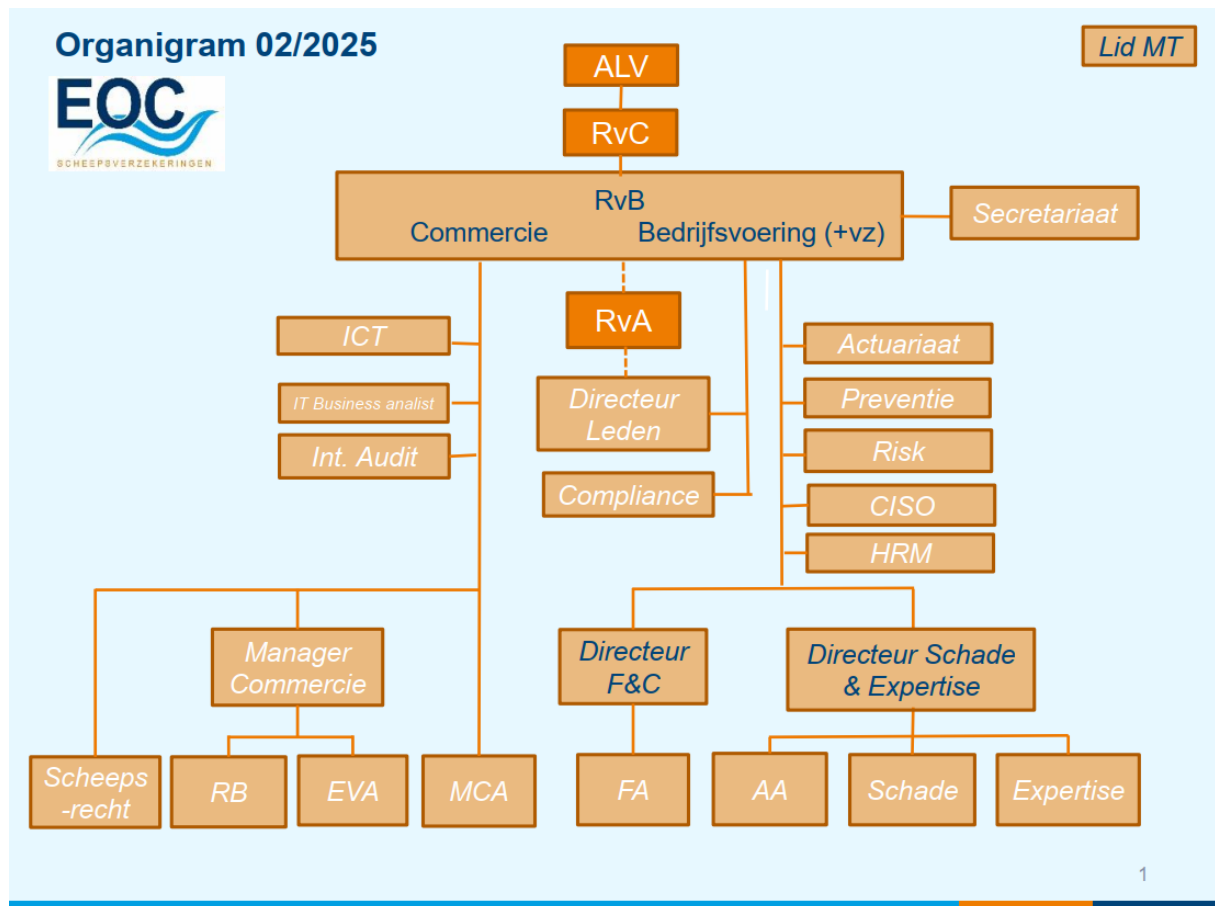 Organigram 02/2025
Lid MT
EOC
SCHEEPSVERZEKERINGEN
ALV
RvC
RvB
Commercie Bedrijfsvoering (+vz)
Secretariaat
ICT
IT Business analist
Int. Audit
RvA
Directeur
Leden
Compliance
Actuariaat
Preventie
Risk
CISO
HRM
Manager
Commercie
Directeur
F&C
Directeur Schade
& Expertise
Scheeps
-recht
RB
EVA
MCA
FA
AA
Schade
Expertise
1